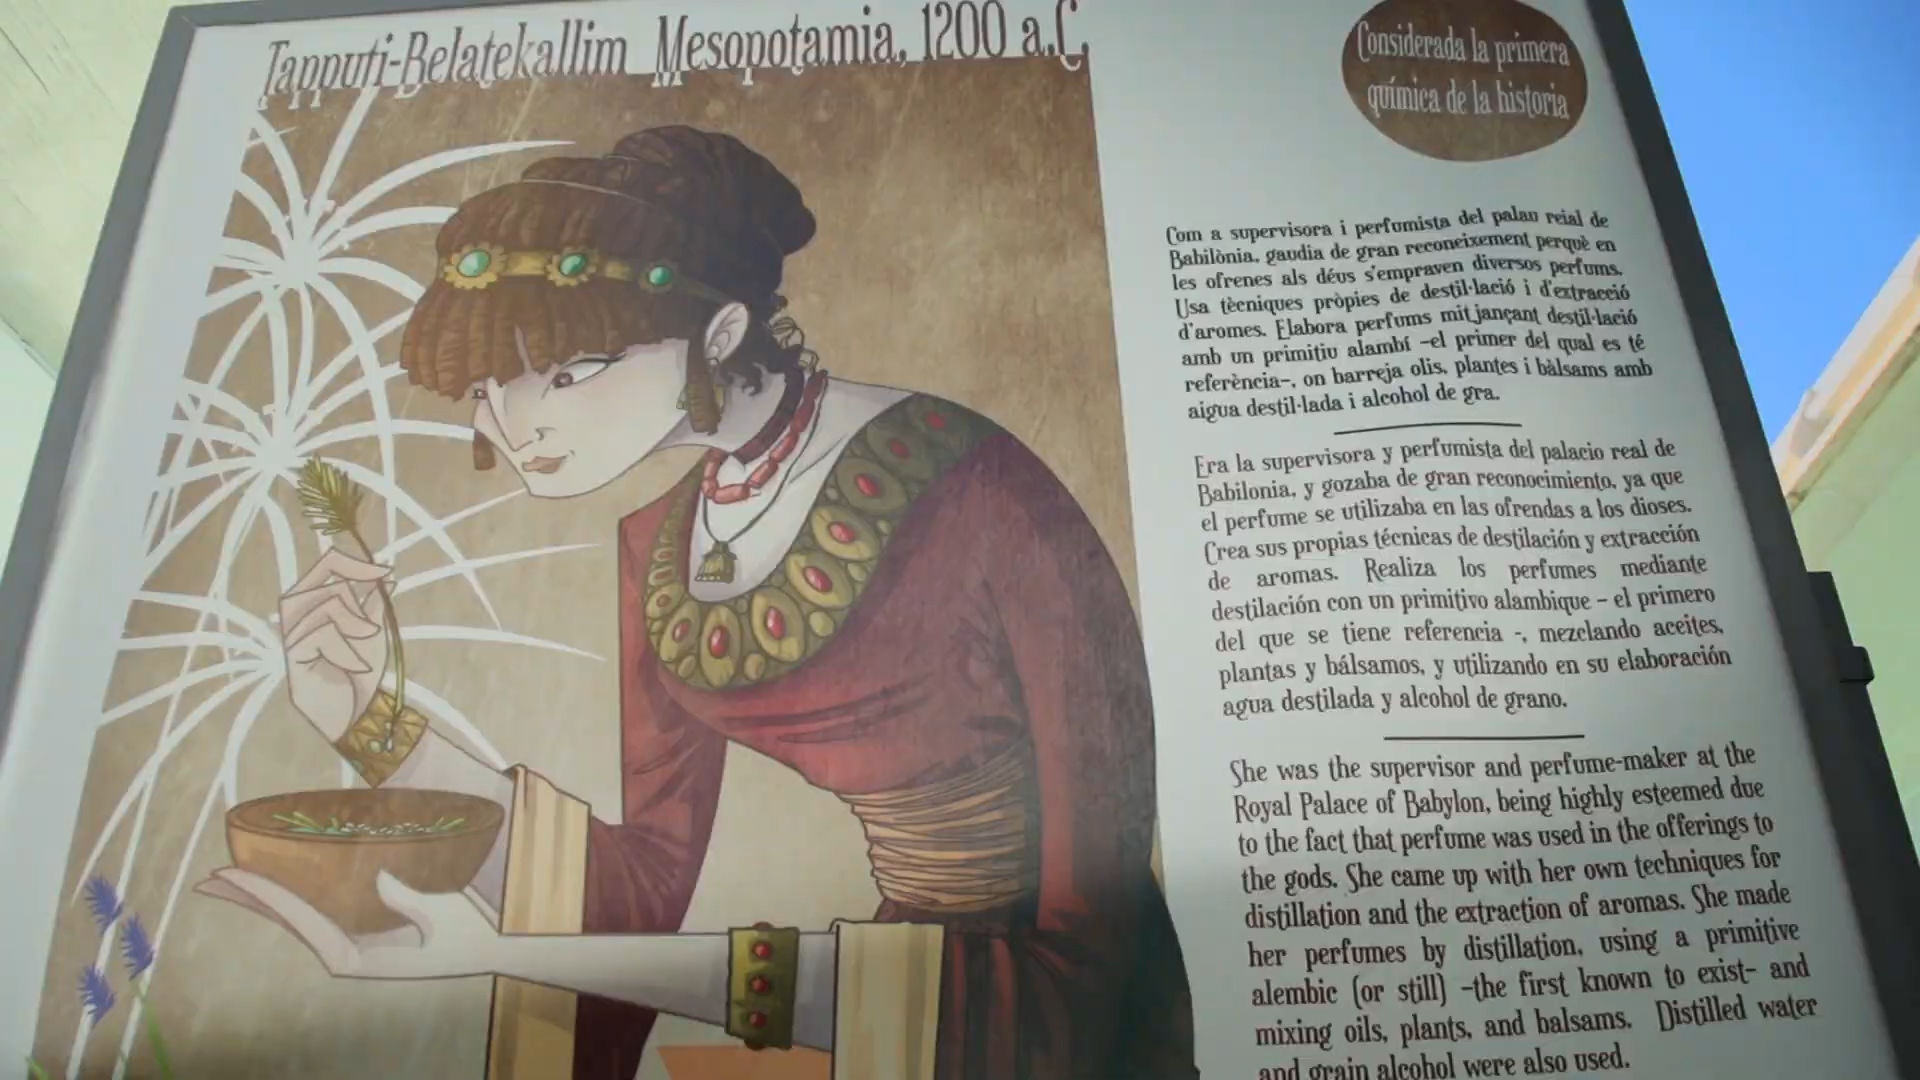 Tapputi-Belatekallim Mesopotamia, 1200 a.C.
Considerada la primera
química de la historia
Com a supervisora i perfumista del palau reial de
Babilònia, gaudia de gran reconeixement perquè en
les ofrenes als déus s'empraven diversos perfums.
Usa tècniques pròpies de destil·lació i d'extracció
d'aromes. Elabora perfums mitjançant destil·lació
amb un primitiu alambí -el primer del qual es té
referència-, on barreja olis, plantes i bàlsams amb
aigua destil·lada i alcohol de gra.
Era la supervisora y perfumista del palacio real de
Babilonia, y gozaba de gran reconocimiento, ya que
el perfume se utilizaba en las ofrendas a los dioses.
Crea sus propias técnicas de destilación y extracción
de aromas. Realiza los perfumes mediante
destilación con un primitivo alambique - el primero
del que se tiene referencia -, mezclando aceites,
plantas y bálsamos, y utilizando en su elaboración
agua destilada y alcohol de grano.
She was the supervisor and perfume-maker at the
Royal Palace of Babylon, being highly esteemed due
to the fact that perfume was used in the offerings to
the gods. She came up with her own techniques for
distillation and the extraction of aromas. She made
her perfumes by distillation, using a primitive
alembic (or still) -the first known to exist- and
mixing oils, plants, and balsams. Distilled water
and grain alcohol were also used.